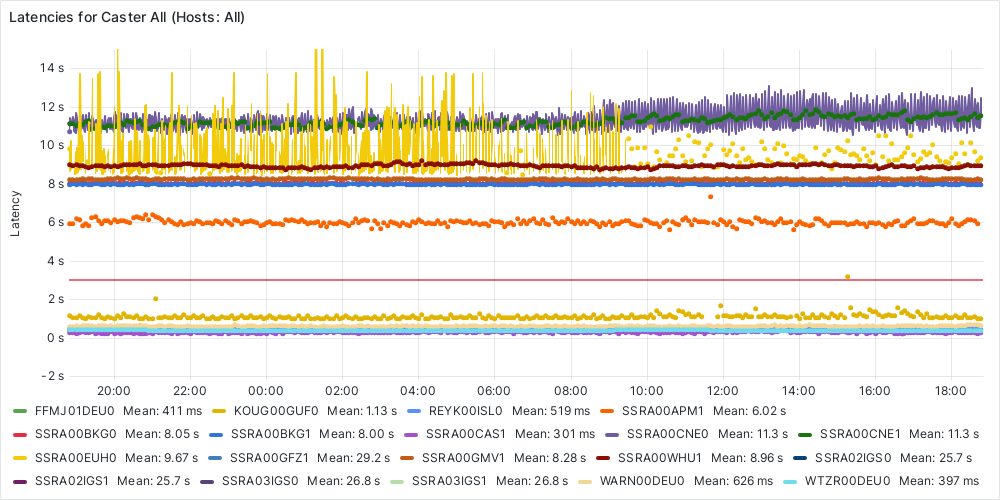 Latencies for Caster All (Hosts: All)
14 s
12 s
10 s
8 s
6 s
4 s
2 s
0 s
-2 s
Latency
20:00 22:00 00:00 02:00 04:00 06:00 08:00 10:00 12:00 14:00 16:00 18:00
FFMJ01DEU0 Mean: 411 ms KOUG00GUF0 Mean: 1.13 s REYK00ISL0 Mean: 519 ms SSRA00APM1 Mean: 6.02 s
SSRA00BKG0 Mean: 8.05 s SSRA00BKG1 Mean: 8.00 s SSRA00CAS1 Mean: 301 ms SSRA00CNE0 Mean: 11.3 s SSRA00CNE1 Mean: 11.3 s
SSRA00EUH0 Mean: 9.67 s SSRA00GFZ1 Mean: 29.2 s SSRA00GMV1 Mean: 8.28 s SSRA00WHU1 Mean: 8.96 s SSRA02IGS0 Mean: 25.7 s
SSRA02IGS1 Mean: 25.7 s SSRA03IGS0 Mean: 26.8 s SSRA03IGS1 Mean: 26.8 s WARN00DEU0 Mean: 626 ms WTZR00DEU0 Mean: 397 ms